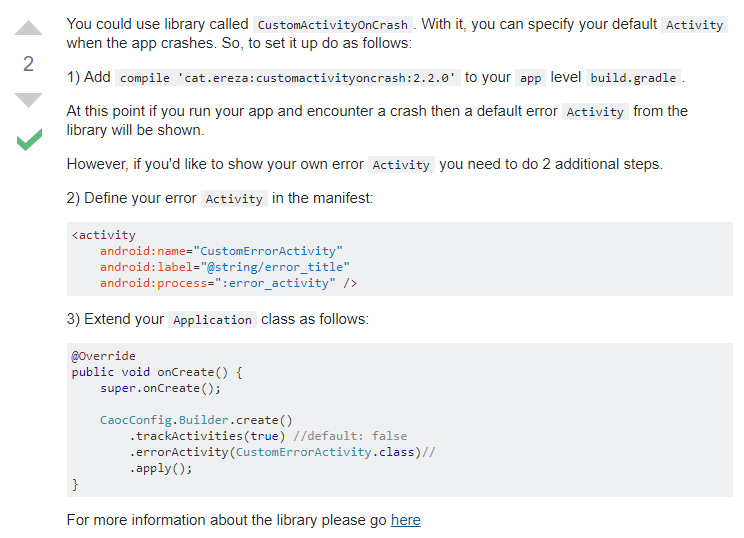 You could use library called CustomActivityOnCrash . With it, you can specify your default Activity
when the app crashes. So, to set it up do as follows:
2
1) Add compile 'cat.ereza:customactivityoncrash:2.2.0' to your app level build.gradle .
At this point if you run your app and encounter a crash then a default error Activity from the
library will be shown.
However, if you'd like to show your own error Activity you need to do 2 additional steps.
2) Define your error Activity in the manifest:
<activity
    android:name="CustomErrorActivity"
    android:label="@string/error_title"
    android:process=":error_activity" />
3) Extend your Application class as follows:
@Override
public void onCreate() {
    super.onCreate();
    CaocConfig.Builder.create()
        .trackActivities(true) //default: false
        .errorActivity(CustomErrorActivity.class)//
        .apply();
}
For more information about the library please go here